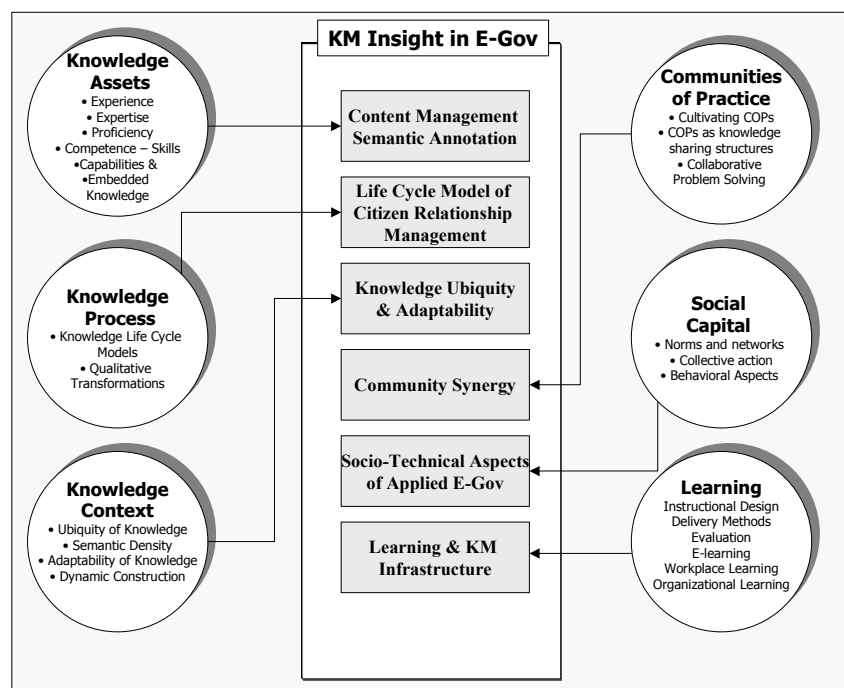 KM Insight in E-Gov
Knowledge
Assets
• Experience
• Expertise
• Proficiency
• Competence – Skills
•Capabilities &
•Embedded
Knowledge
Knowledge
Process
• Knowledge Life Cycle
Models
• Qualitative
Transformations
Knowledge
Context
• Ubiquity of Knowledge
• Semantic Density
• Adaptability of Knowledge
• Dynamic Construction
Content Management
Semantic Annotation
Life Cycle Model of
Citizen Relationship
Management
Knowledge Ubiquity
& Adaptability
Community Synergy
Socio-Technical Aspects
of Applied E-Gov
Learning & KM
Infrastructure
Communities
of Practice
• Cultivating COPs
• COPs as knowledge
sharing structures
• Collaborative
Problem Solving
Social
Capital
• Norms and networks
• Collective action
• Behavioral Aspects
Learning
Instructional Design
Delivery Methods
Evaluation
E-learning
Workplace Learning
Organizational Learning